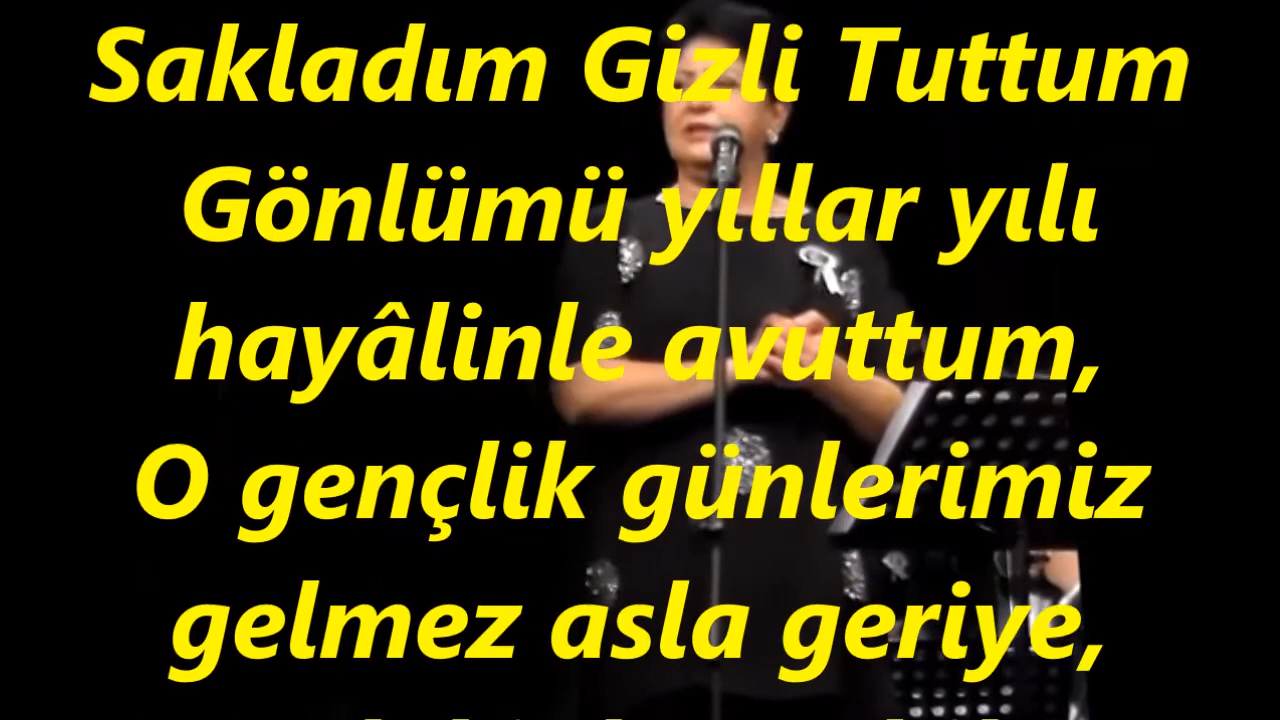 Sakladım Gizli Tuttum
Gönlümü yıllar yılı
hayâlinle avuttum,
O gençlik günlerimiz
gelmez asla geriye,